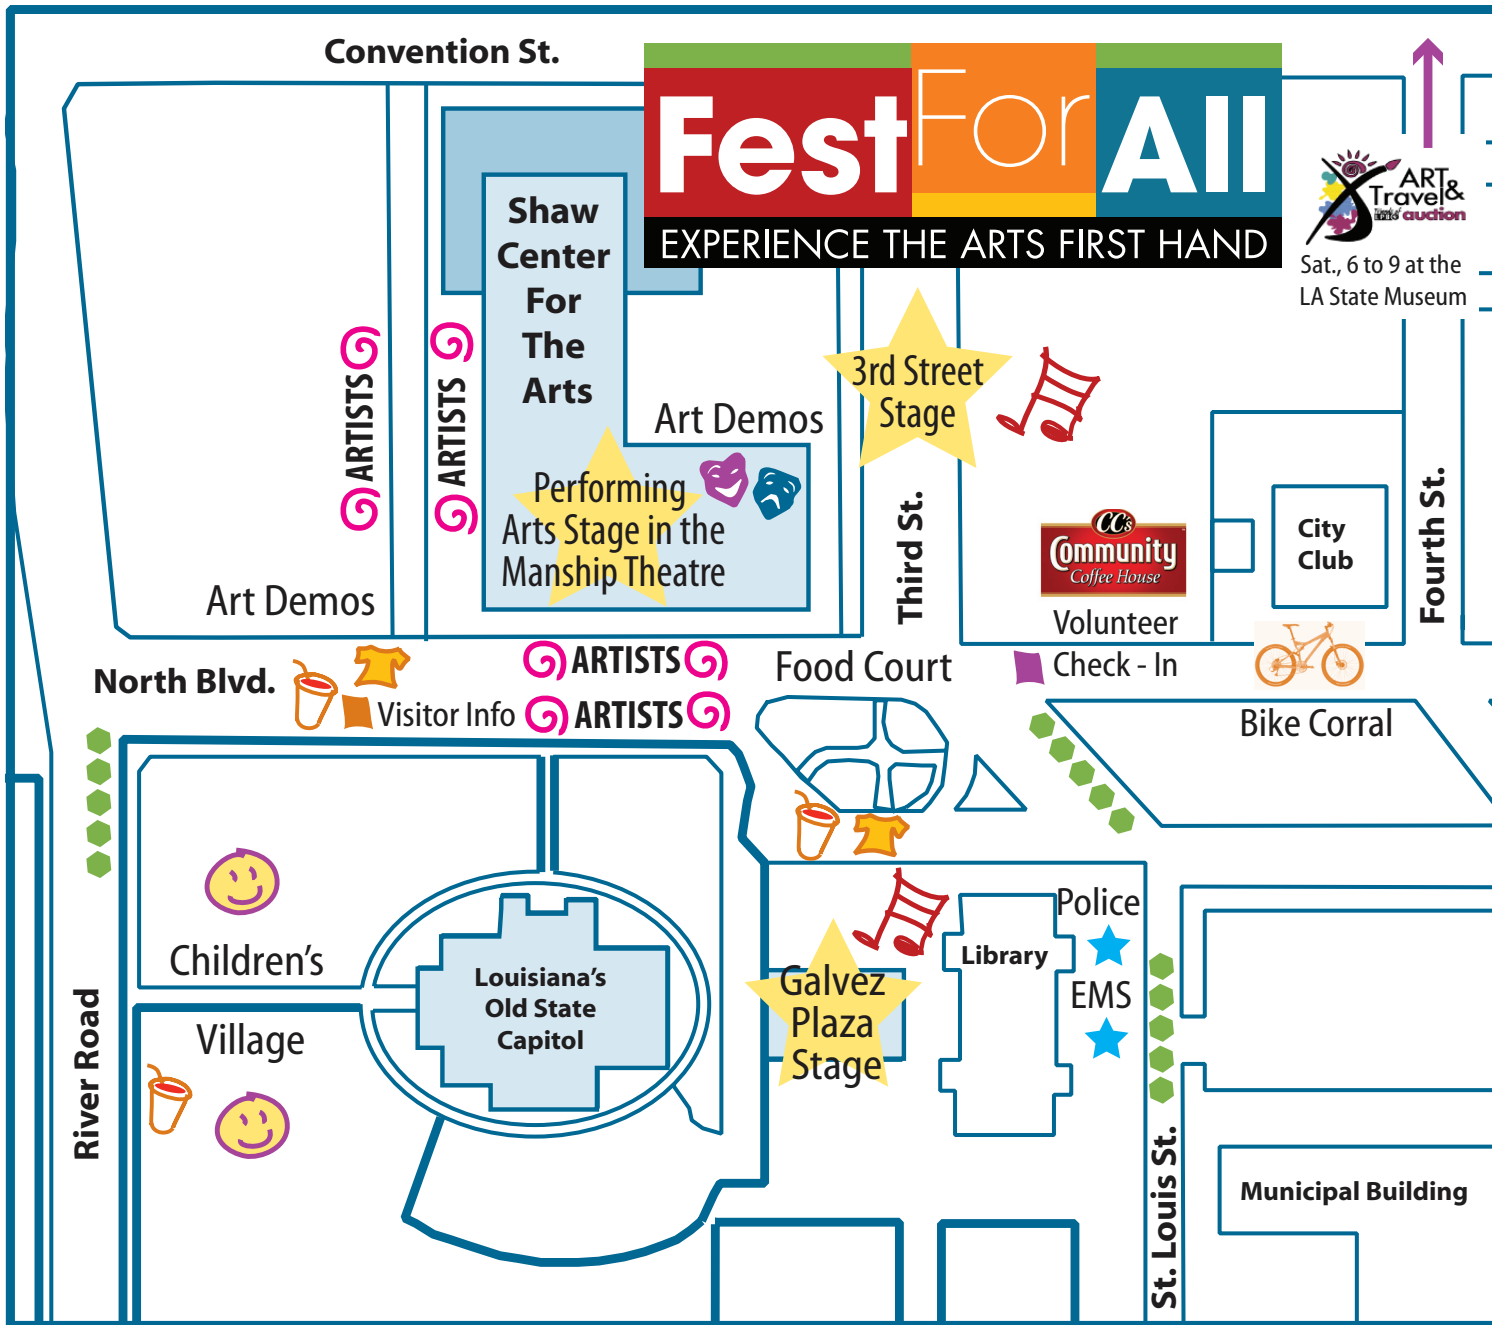 Convention St.
Fest For All
EXPERIENCE THE ARTS FIRST HAND
ART &
Travel
auction
Sat., 6 to 9 at the
LA State Museum
Shaw
Center
For
The
Arts
ARTISTS
ARTISTS
3rd Street
Stage
Art Demos
Performing
Arts Stage in the
Manship Theatre
Third St.
CC's
Community
Coffee House
City
Club
Fourth St.
Art Demos
Volunteer
Check - In
North Blvd.
Visitor Info
ARTISTS
ARTISTS
Food Court
Bike Corral
Children's
Village
River Road
Louisiana's
Old State
Capitol
Galvez
Plaza
Stage
Library
Police
EMS
St. Louis St.
Municipal Building